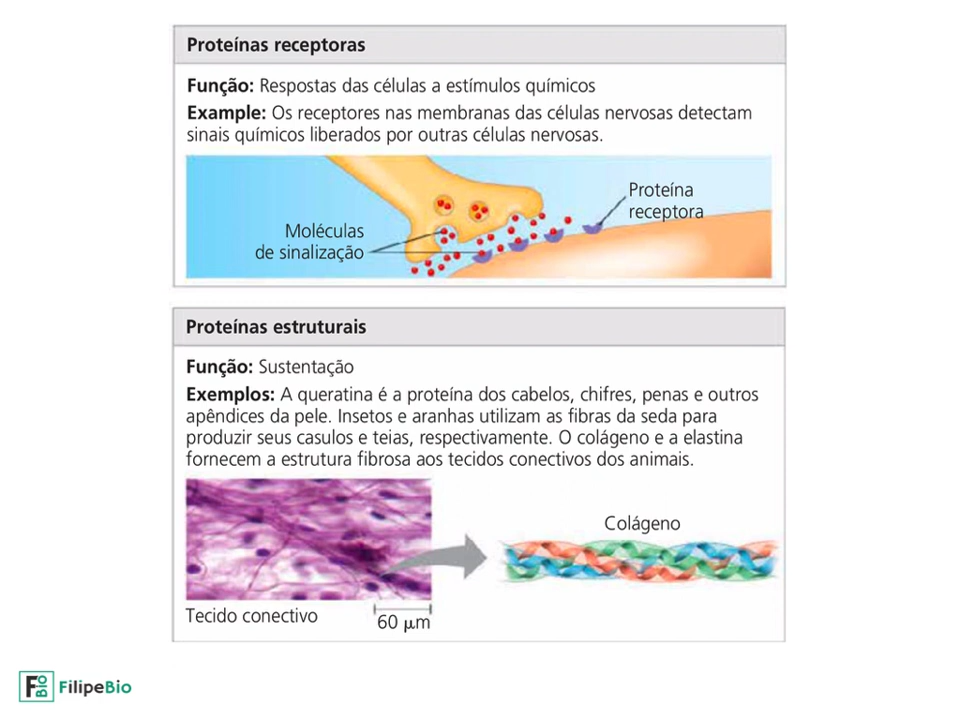 Proteínas receptoras
Função: Respostas das células a estímulos químicos
Example: Os receptores nas membranas das células nervosas detectam
sinais químicos liberados por outras células nervosas.
Proteína
receptora
Moléculas
de sinalização
Proteínas estruturais
Função: Sustentação
Exemplos: A queratina é a proteína dos cabelos, chifres, penas e outros
apêndices da pele. Insetos e aranhas utilizam as fibras da seda para
produzir seus casulos e teias, respectivamente. O colágeno e a elastina
fornecem a estrutura fibrosa aos tecidos conectivos dos animais.
Colágeno
Tecido conectivo
60 μm
F BIO FilipeBio